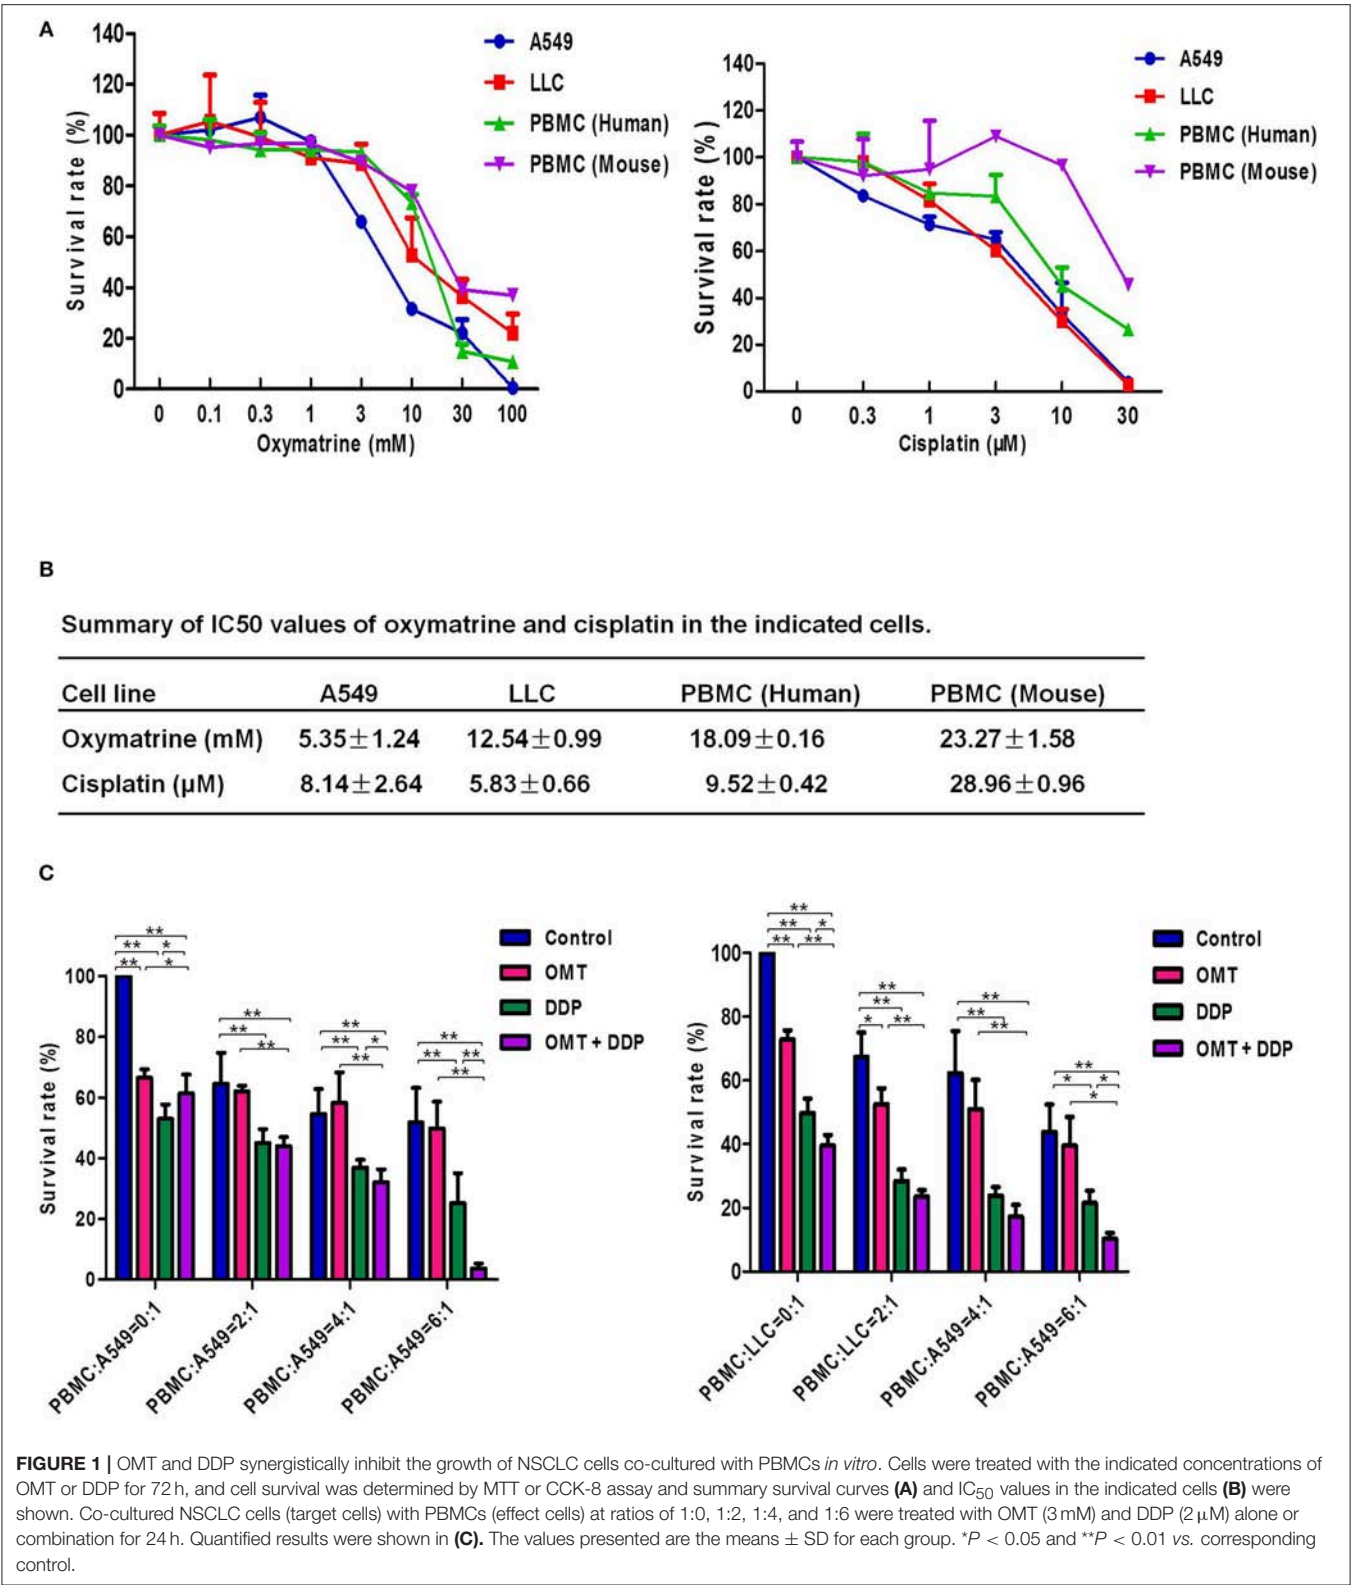 A
140
120
100
80
60
40
20
0
Survival rate (%)
0 0.1 0.3 1 3 10 30 100
Oxymatrine (mM)
A549
LLC
PBMC (Human)
PBMC (Mouse)
140
120
100
80
60
40
20
0
Survival rate (%)
0 0.3 1 3 10 30
Cisplatin (µM)
A549
LLC
PBMC (Human)
PBMC (Mouse)
B
Summary of IC50 values of oxymatrine and cisplatin in the indicated cells.
Cell line A549 LLC PBMC (Human) PBMC (Mouse)
Oxymatrine (mM) 5.35±1.24 12.54±0.99 18.09±0.16 23.27±1.58
Cisplatin (µM) 8.14±2.64 5.83±0.66 9.52±0.42 28.96±0.96
C
100
80
60
40
20
0
Survival rate (%)
**
** *
** *
**
**
**
**
** *
**
**
** **
**
PBMC:A549=0:1
PBMC:A549=2:1
PBMC:A549=4:1
PBMC:A549=6:1
Control
OMT
DDP
OMT + DDP
100
80
60
40
20
0
Survival rate (%)
**
** *
** **
**
**
* **
**
**
**
**
* *
*
PBMC:LLC=0:1
PBMC:LLC=2:1
PBMC:A549=4:1
PBMC:A549=6:1
Control
OMT
DDP
OMT + DDP
FIGURE 1 | OMT and DDP synergistically inhibit the growth of NSCLC cells co-cultured with PBMCs in vitro. Cells were treated with the indicated concentrations of
OMT or DDP for 72 h, and cell survival was determined by MTT or CCK-8 assay and summary survival curves (A) and IC50 values in the indicated cells (B) were
shown. Co-cultured NSCLC cells (target cells) with PBMCs (effect cells) at ratios of 1:0, 1:2, 1:4, and 1:6 were treated with OMT (3 mM) and DDP (2 µM) alone or
combination for 24 h. Quantified results were shown in (C). The values presented are the means ± SD for each group. *P < 0.05 and **P < 0.01 vs. corresponding
control.